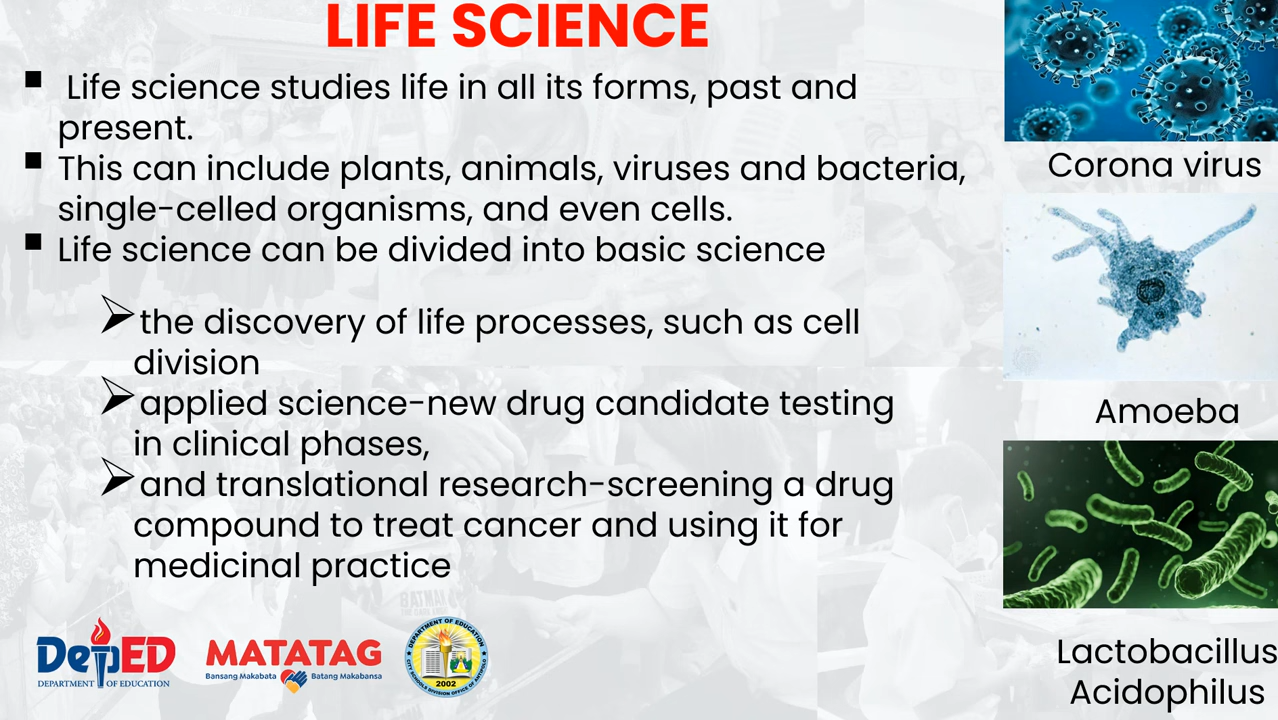 LIFE SCIENCE
Life science studies life in all its forms, past and
present.
This can include plants, animals, viruses and bacteria,
single-celled organisms, and even cells.
Life science can be divided into basic science
the discovery of life processes, such as cell
division
applied science-new drug candidate testing
in clinical phases,
and translational research-screening a drug
compound to treat cancer and using it for
medicinal practice
Corona virus
Amoeba
Lactobacillus
Acidophilus
DepED
DEPARTMENT OF EDUCATION
MATATAG
Bansang Makabata Batang Makabansa
DEPARTMENT OF EDUCATION
2002